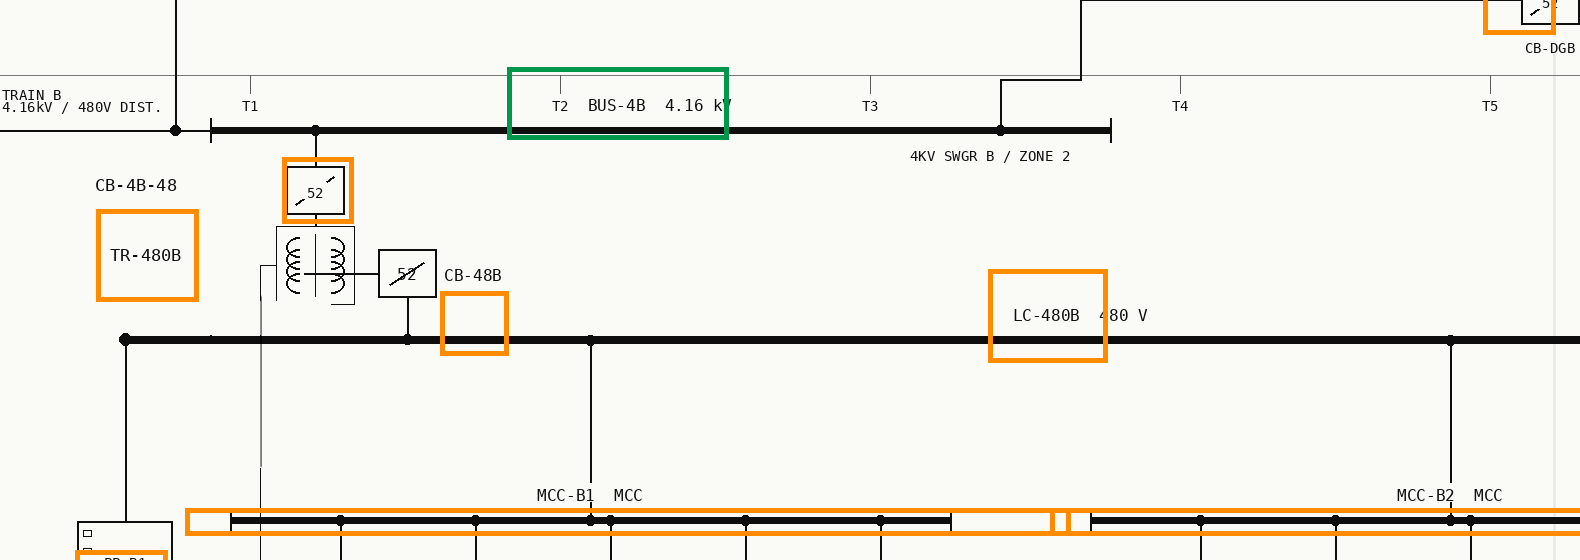 52
CB-DGB
TRAIN B
4.16kV / 480V DIST.
T1
T2
BUS-4B  4.16 kV
T3
T4
T5
4KV SWGR B / ZONE 2
CB-4B-48
52
TR-480B
52
CB-48B
LC-480B  480 V
MCC-B1  MCC
MCC-B2  MCC